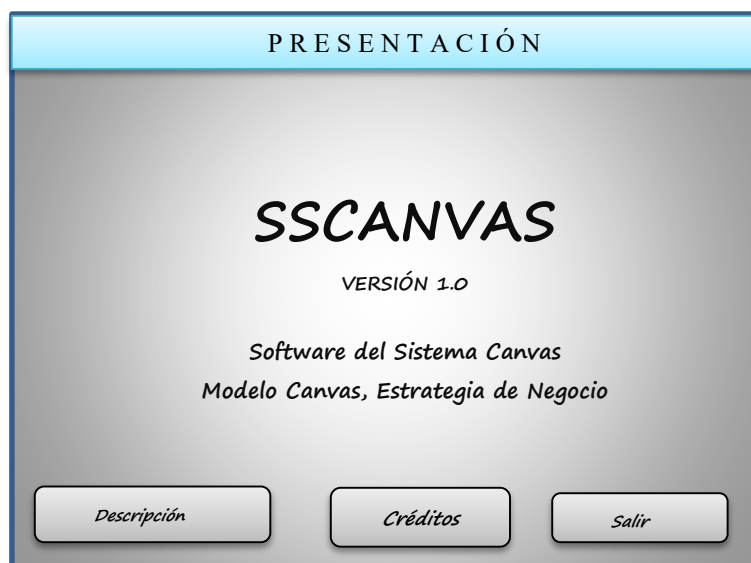 PRESENTACIÓN
SSCANVAS
VERSIÓN 1.0
Software del Sistema Canvas
Modelo Canvas, Estrategia de Negocio
Descripción
Créditos
Salir